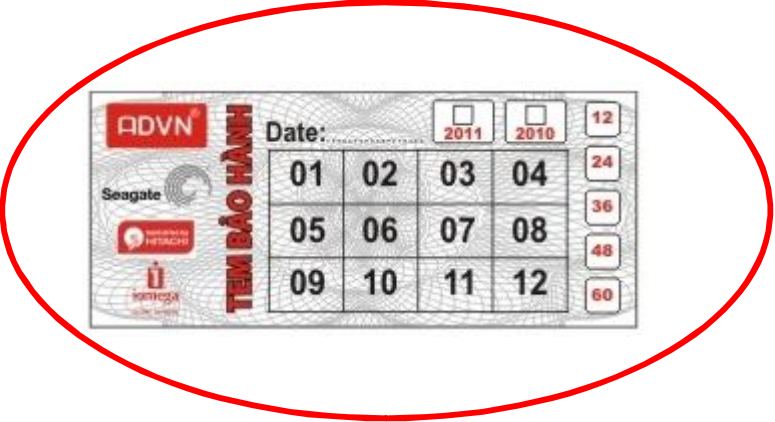 ADVN®
Seagate
HITACHI
iomega
TEM BẢO HÀNH
Date:
2011
2010
01 02 03 04
05 06 07 08
09 10 11 12
12
24
36
48
60